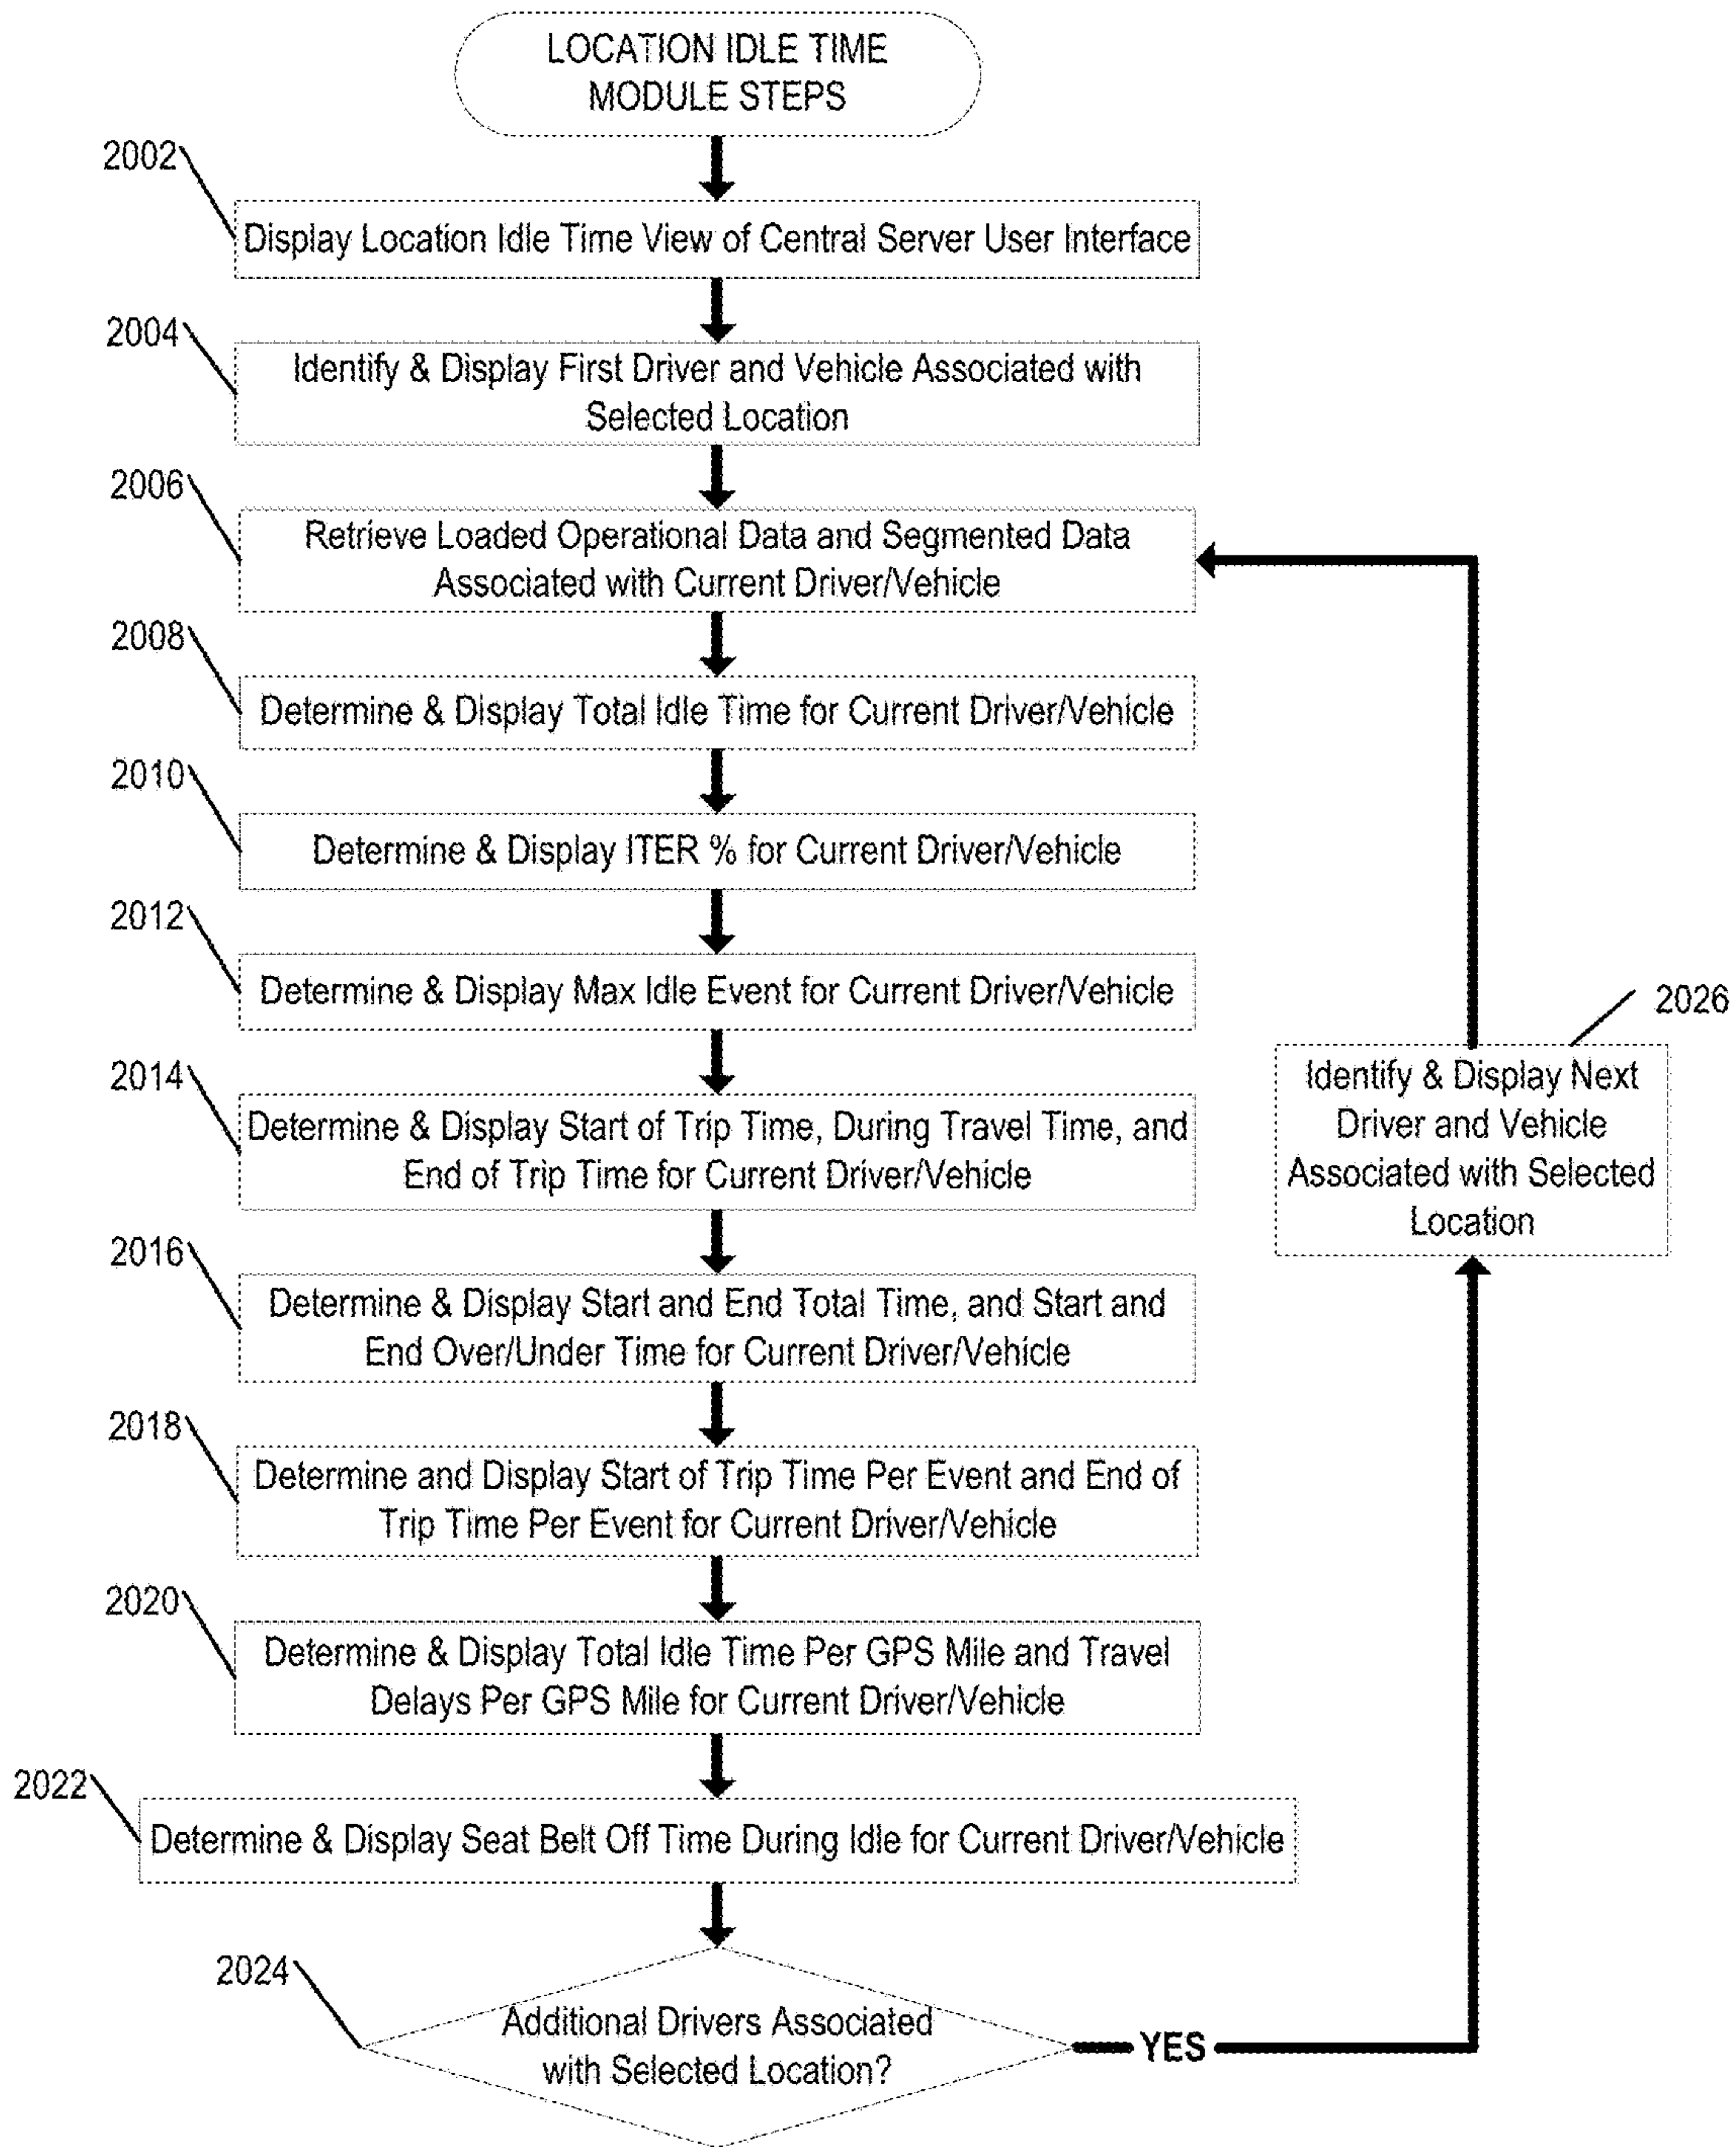 LOCATION IDLE TIME
MODULE STEPS
2002
Display Location Idle Time View of Central Server User Interface
2004
Identify & Display First Driver and Vehicle Associated with
Selected Location
2006
Retrieve Loaded Operational Data and Segmented Data
Associated with Current Driver/Vehicle
2008
Determine & Display Total Idle Time for Current Driver/Vehicle
2010
Determine & Display ITER % for Current Driver/Vehicle
2012
Determine & Display Max Idle Event for Current Driver/Vehicle
2014
Determine & Display Start of Trip Time, During Travel Time, and
End of Trip Time for Current Driver/Vehicle
2016
Determine & Display Start and End Total Time, and Start and
End Over/Under Time for Current Driver/Vehicle
2018
Determine and Display Start of Trip Time Per Event and End of
Trip Time Per Event for Current Driver/Vehicle
2020
Determine & Display Total Idle Time Per GPS Mile and Travel
Delays Per GPS Mile for Current Driver/Vehicle
2022
Determine & Display Seat Belt Off Time During Idle for Current Driver/Vehicle
2024
Additional Drivers Associated
with Selected Location?
YES
2026
Identify & Display Next
Driver and Vehicle
Associated with Selected
Location